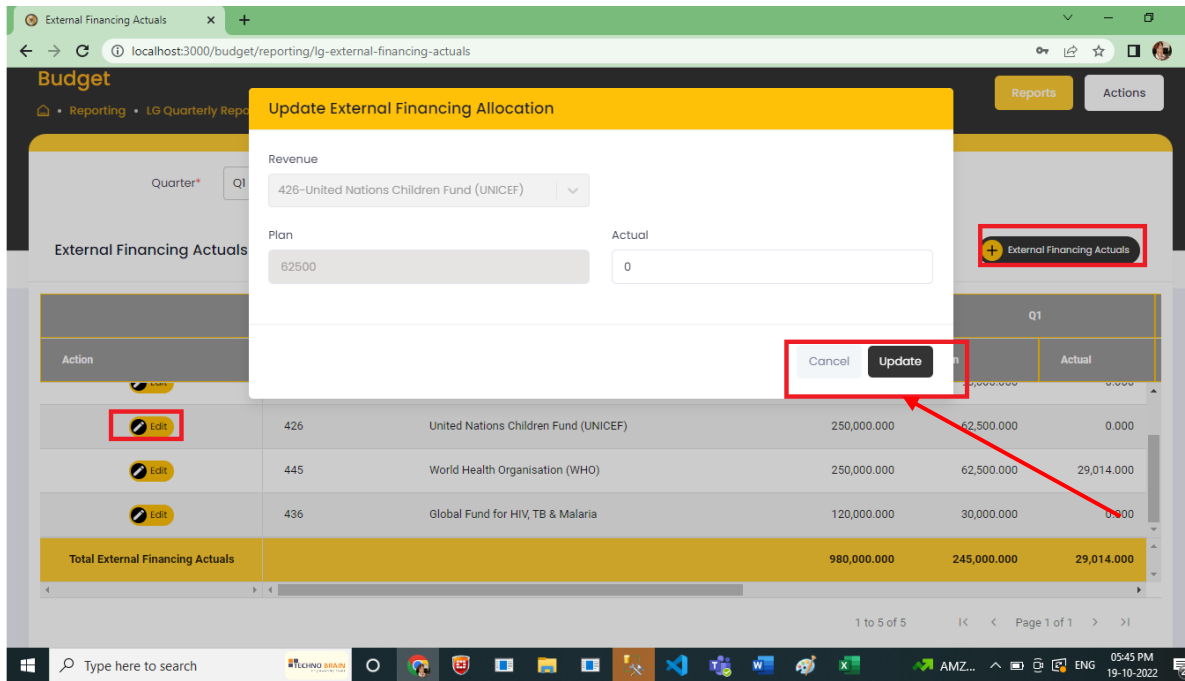 External Financing Actuals
localhost:3000/budget/reporting/lg-external-financing-actuals
Budget
Reports
Actions
Reporting • LG Quarterly Repo
Update External Financing Allocation
Revenue
Quarter* Q1
426-United Nations Children Fund (UNICEF)
Plan
Actual
External Financing Actuals
External Financing Actuals
62500
0
Q1
Action
Actual
Cancel
Update
Edit 426 United Nations Children Fund (UNICEF) 250,000.000 62,500.000 0.000
Edit 445 World Health Organisation (WHO) 250,000.000 62,500.000 29,014.000
Edit 436 Global Fund for HIV, TB & Malaria 120,000.000 30,000.000 0.000
Total External Financing Actuals 980,000.000 245,000.000 29,014.000
1 to 5 of 5 Page 1 of 1
Type here to search
TECHNO BRAIN
AMZ...
ENG
05:45 PM
19-10-2022